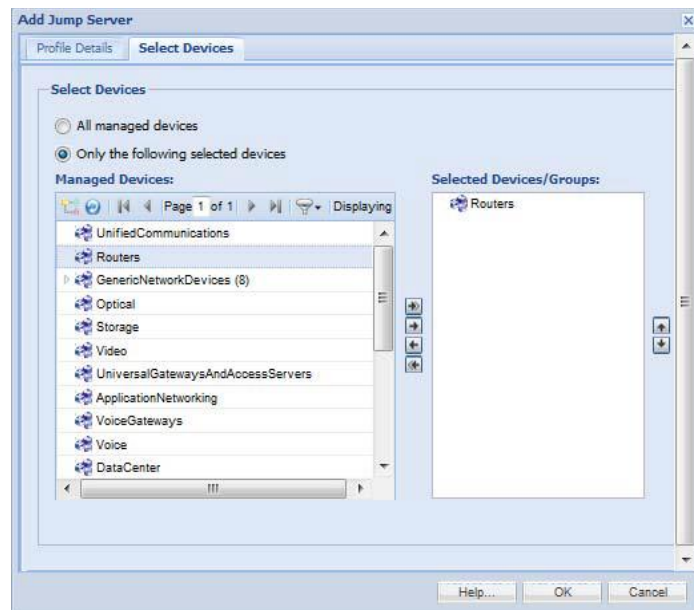 Add Jump Server
Profile Details Select Devices
Select Devices
All managed devices
Only the following selected devices
Managed Devices: Selected Devices/Groups:
Page 1 of 1 Displaying
Routers
UnifiedCommunications
Routers
GenericNetworkDevices (8)
Optical
Storage
Video
UniversalGatewaysAndAccessServers
ApplicationNetworking
VoiceGateways
Voice
DataCenter
Help... OK Cancel